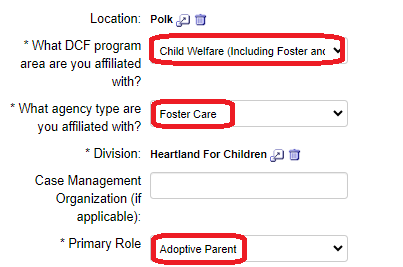 Location: Polk
* What DCF program area are you affiliated with? Child Welfare (Including Foster and
* What agency type are you affiliated with? Foster Care
* Division: Heartland For Children
Case Management Organization (if applicable):
* Primary Role Adoptive Parent